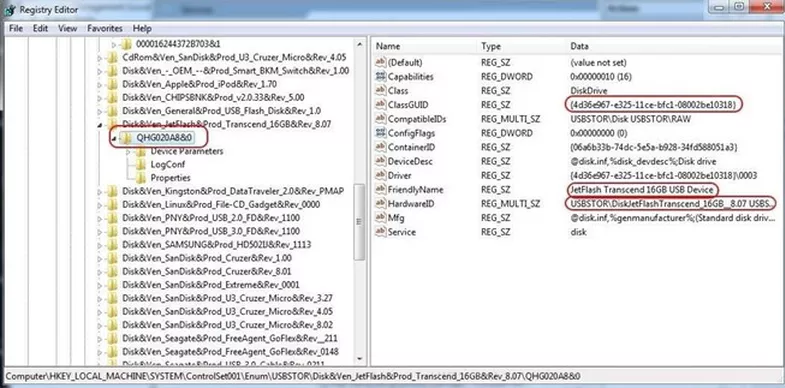 Registry Editor
File Edit View Favorites Help
000016244372B703&1
CdRom&Ven_SanDisk&Prod_U3_Cruzer_Micro&Rev_4.05
Disk&Ven_-_OEM_--&Prod_Smart_BKM_Switch&Rev_1.00
Disk&Ven_Apple&Prod_iPod&Rev_1.70
Disk&Ven_CHIPSBNK&Prod_v2.0.33&Rev_5.00
Disk&Ven_General&Prod_USB_Flash_Disk&Rev_1.0
Disk&Ven_JetFlash&Prod_Transcend_16GB&Rev_8.07
QHG020A8&0
Device Parameters
LogConf
Properties
Disk&Ven_Kingston&Prod_DataTraveler_2.0&Rev_PMAP
Disk&Ven_Linux&Prod_File-CD_Gadget&Rev_0000
Disk&Ven_PNY&Prod_USB_2.0_FD&Rev_1100
Disk&Ven_PNY&Prod_USB_3.0_FD&Rev_1100
Disk&Ven_SAMSUNG&Prod_HD502IJ&Rev_1113
Disk&Ven_SanDisk&Prod_Cruzer&Rev_1.00
Disk&Ven_SanDisk&Prod_Cruzer&Rev_8.01
Disk&Ven_SanDisk&Prod_Extreme&Rev_0001
Disk&Ven_SanDisk&Prod_U3_Cruzer_Micro&Rev_3.27
Disk&Ven_SanDisk&Prod_U3_Cruzer_Micro&Rev_4.05
Disk&Ven_SanDisk&Prod_U3_Cruzer_Micro&Rev_8.02
Disk&Ven_Seagate&Prod_FreeAgent_GoFlex&Rev_211
Disk&Ven_Seagate&Prod_FreeAgent_GoFlex&Rev_0148
Name Type Data
(Default) REG_SZ (value not set)
Capabilities REG_DWORD 0x00000010 (16)
Class REG_SZ DiskDrive
ClassGUID REG_SZ {4d36e967-e325-11ce-bfc1-08002be10318}
CompatibleIDs REG_MULTI_SZ USBSTOR\Disk USBSTOR\RAW
ConfigFlags REG_DWORD 0x00000000 (0)
ContainerID REG_SZ {06a6b33b-74dc-5e5a-b928-34fd588051a3}
DeviceDesc REG_SZ @disk.inf,%disk_devdesc%;Disk drive
Driver REG_SZ {4d36e967-e325-11ce-bfc1-08002be10318}\0003
FriendlyName REG_SZ JetFlash Transcend 16GB USB Device
HardwareID REG_MULTI_SZ USBSTOR\DiskJetFlashTranscend_16GB__8.07 USBS...
Mfg REG_SZ @disk.inf,%genmanufacturer%;(Standard disk driv...
Service REG_SZ disk
Computer\HKEY_LOCAL_MACHINE\SYSTEM\ControlSet001\Enum\USBSTOR\Disk&Ven_JetFlash&Prod_Transcend_16GB&Rev_8.07\QHG020A8&0